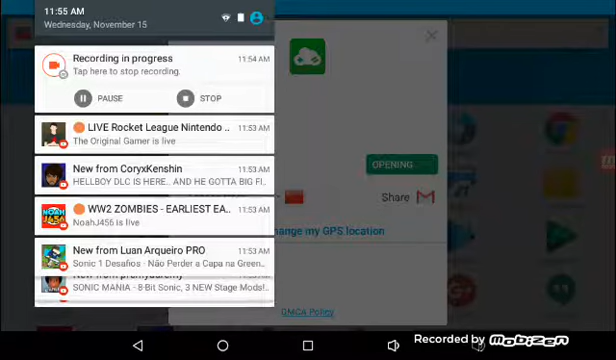 11:55 AM
Wednesday, November 15
Recording in progress 11:54 AM
Tap here to stop recording.
PAUSE STOP
LIVE Rocket League Nintendo .. 11:53 AM
The Original Gamer is live
New from CoryxKenshin 11:53 AM
HELLBOY DLC IS HERE.. AND HE GOTTA BIG FI..
WW2 ZOMBIES - EARLIEST EA.. 11:53 AM
NoahJ456 is live
NOAH
J456
New from Luan Arqueiro PRO 11:53 AM
Sonic 1 Desafios - Não Perder a Capa na Green..
New from
SONIC MANIA - 8-Bit Sonic, 3 NEW Stage Mods!..
OPENING
Share
hange my GPS location
DMCA Policy
Recorded by mobizen